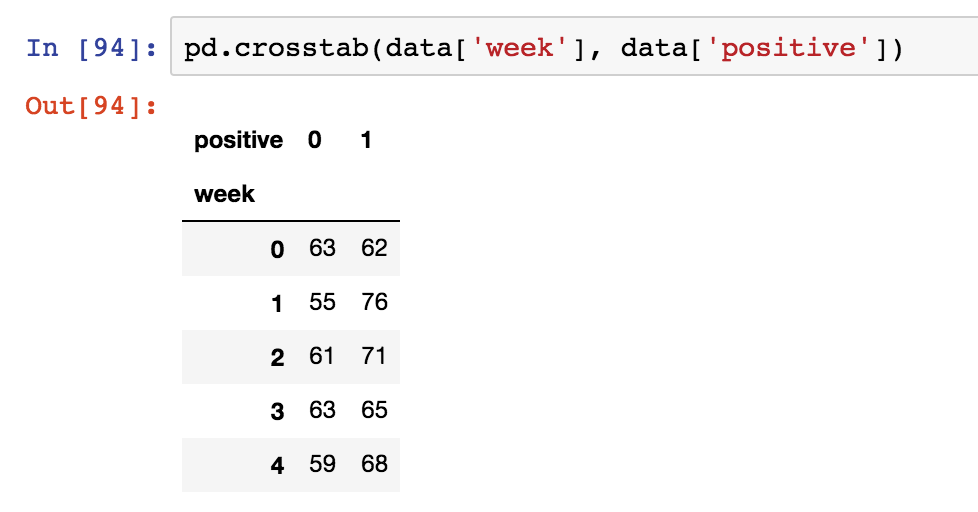 In [94]: pd.crosstab(data['week'], data['positive'])
Out[94]:
positive 0 1
week
0 63 62
1 55 76
2 61 71
3 63 65
4 59 68